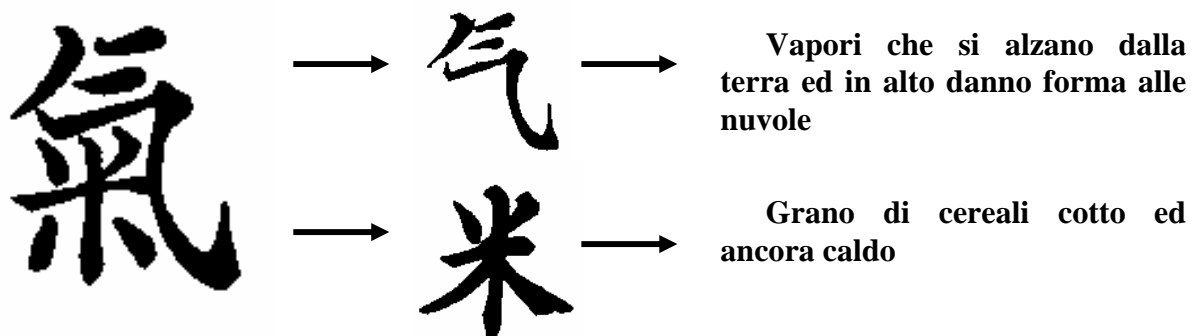 氣
气
Vapori che si alzano dalla
terra ed in alto danno forma alle
nuvole
米
Grano di cereali cotto ed
ancora caldo